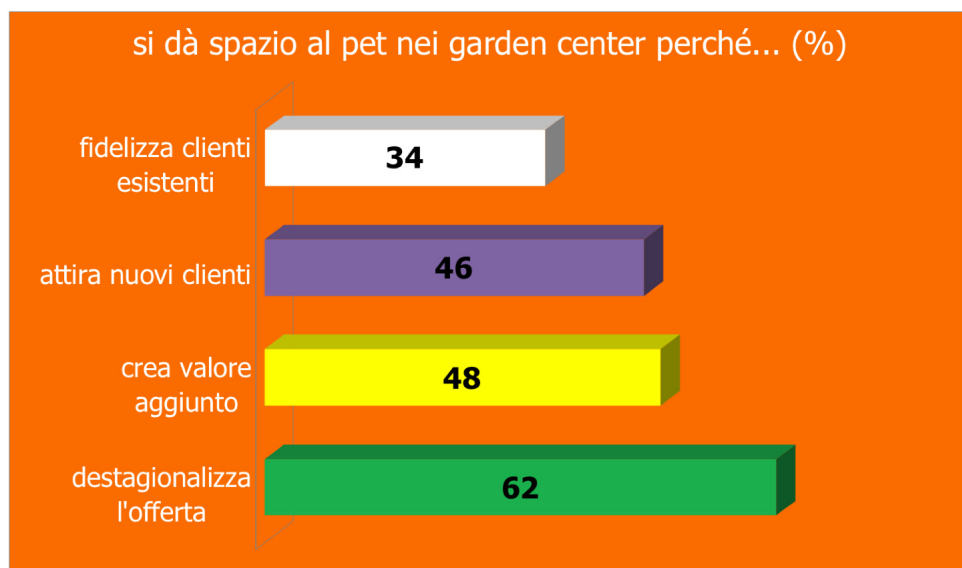 si dà spazio al pet nei garden center perché... (%)
fidelizza clienti
esistenti
34
attira nuovi clienti
46
crea valore
aggiunto
48
destagionalizza
l'offerta
62